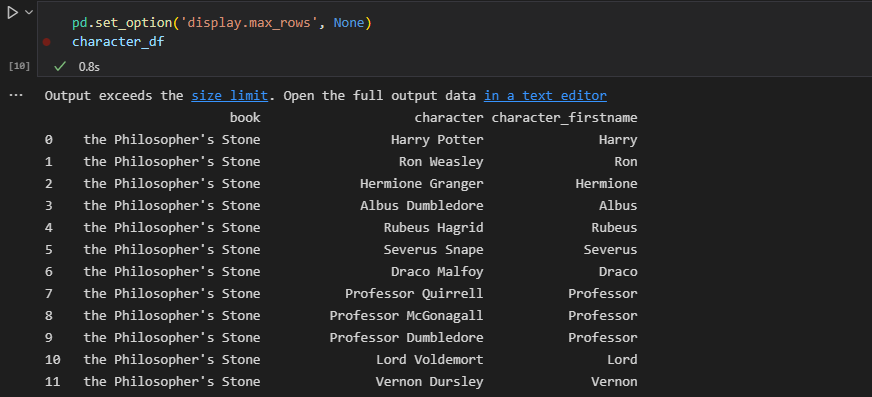 pd.set_option('display.max_rows', None)
character_df
[10] 0.8s
... Output exceeds the size limit. Open the full output data in a text editor
book character character_firstname
0 the Philosopher's Stone Harry Potter Harry
1 the Philosopher's Stone Ron Weasley Ron
2 the Philosopher's Stone Hermione Granger Hermione
3 the Philosopher's Stone Albus Dumbledore Albus
4 the Philosopher's Stone Rubeus Hagrid Rubeus
5 the Philosopher's Stone Severus Snape Severus
6 the Philosopher's Stone Draco Malfoy Draco
7 the Philosopher's Stone Professor Quirrell Professor
8 the Philosopher's Stone Professor McGonagall Professor
9 the Philosopher's Stone Professor Dumbledore Professor
10 the Philosopher's Stone Lord Voldemort Lord
11 the Philosopher's Stone Vernon Dursley Vernon